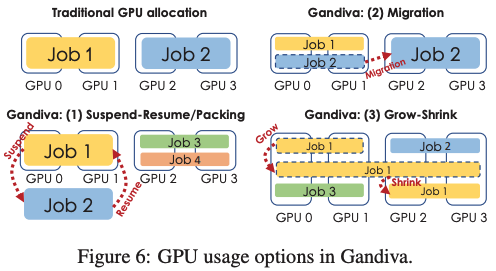 Traditional GPU allocation
Job 1
Job 2
GPU 0 GPU 1 GPU 2 GPU 3
Gandiva: (2) Migration
Job 1
Job 2
Migration
Job 2
GPU 0 GPU 1 GPU 2 GPU 3
Gandiva: (1) Suspend-Resume/Packing
Suspend
Job 1
Job 3
Job 4
GPU 0 GPU 1 GPU 2 GPU 3
Job 2
Resume
Gandiva: (3) Grow-Shrink
Grow
Job 1
Job 2
Job 1
Shrink
Job 3
Job 1
GPU 0 GPU 1 GPU 2 GPU 3
Figure 6: GPU usage options in Gandiva.